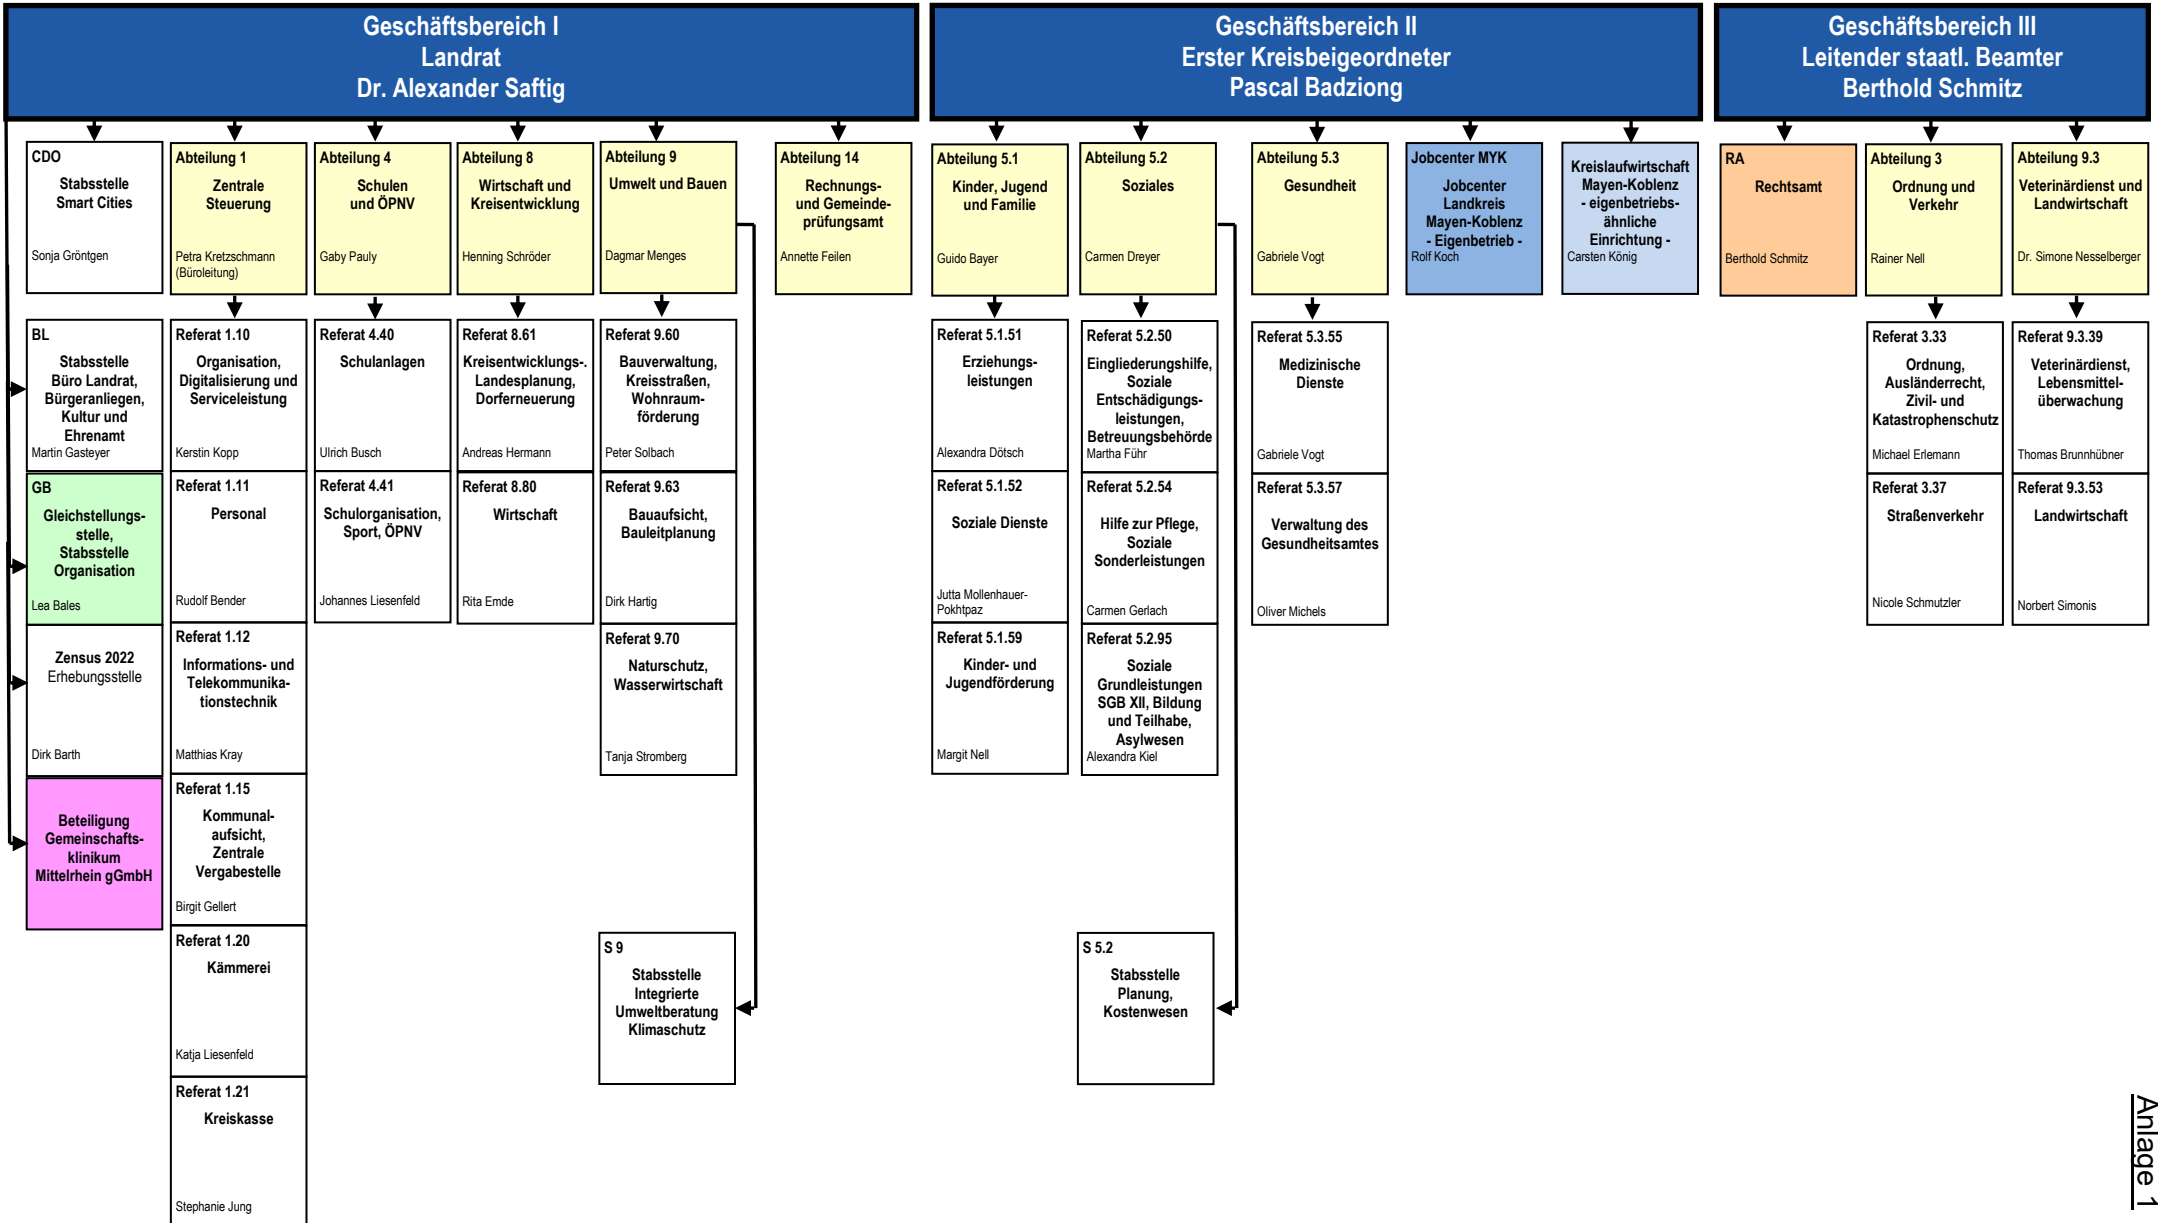 Geschäftsbereich I
Landrat
Dr. Alexander Saftig
Geschäftsbereich II
Erster Kreisbeigeordneter
Pascal Badziong
Geschäftsbereich III
Leitender staatl. Beamter
Berthold Schmitz
CDO
Stabsstelle
Smart Cities
Sonja Gröntgen
Abteilung 1
Zentrale
Steuerung
Petra Kretzschmann
(Büroleitung)
Abteilung 4
Schulen
und ÖPNV
Gaby Pauly
Abteilung 8
Wirtschaft und
Kreisentwicklung
Henning Schröder
Abteilung 9
Umwelt und Bauen
Dagmar Menges
Abteilung 14
Rechnungs-
und Gemeinde-
prüfungsamt
Annette Feilen
Abteilung 5.1
Kinder, Jugend
und Familie
Guido Bayer
Abteilung 5.2
Soziales
Carmen Dreyer
Abteilung 5.3
Gesundheit
Gabriele Vogt
Jobcenter MYK
Jobcenter
Landkreis
Mayen-Koblenz
- Eigenbetrieb -
Rolf Koch
Kreislaufwirtschaft
Mayen-Koblenz
- eigenbetriebs-
ähnliche
Einrichtung -
Carsten König
RA
Rechtsamt
Berthold Schmitz
Abteilung 3
Ordnung und
Verkehr
Rainer Nell
Abteilung 9.3
Veterinärdienst und
Landwirtschaft
Dr. Simone Nesselberger
BL
Stabsstelle
Büro Landrat,
Bürgeranliegen,
Kultur und
Ehrenamt
Martin Gasteyer
Referat 1.10
Organisation,
Digitalisierung und
Serviceleistung
Kerstin Kopp
Referat 4.40
Schulanlagen
Ulrich Busch
Referat 8.61
Kreisentwicklungs-.
Landesplanung,
Dorferneuerung
Andreas Hermann
Referat 9.60
Bauverwaltung,
Kreisstraßen,
Wohnraum-
förderung
Peter Solbach
Referat 5.1.51
Erziehungs-
leistungen
Alexandra Dötsch
Referat 5.2.50
Eingliederungshilfe,
Soziale
Entschädigungs-
leistungen,
Betreuungsbehörde
Martha Führ
Referat 5.3.55
Medizinische
Dienste
Gabriele Vogt
Referat 3.33
Ordnung,
Ausländerrecht,
Zivil- und
Katastrophenschutz
Michael Erlemann
Referat 9.3.39
Veterinärdienst,
Lebensmittel-
überwachung
Thomas Brunnhübner
GB
Gleichstellungs-
stelle,
Stabsstelle
Organisation
Lea Bales
Referat 1.11
Personal
Rudolf Bender
Referat 4.41
Schulorganisation,
Sport, ÖPNV
Johannes Liesenfeld
Referat 8.80
Wirtschaft
Rita Emde
Referat 9.63
Bauaufsicht,
Bauleitplanung
Dirk Hartig
Referat 5.1.52
Soziale Dienste
Jutta Mollenhauer-
Pokhtpaz
Referat 5.2.54
Hilfe zur Pflege,
Soziale
Sonderleistungen
Carmen Gerlach
Referat 5.3.57
Verwaltung des
Gesundheitsamtes
Oliver Michels
Referat 3.37
Straßenverkehr
Nicole Schmutzler
Referat 9.3.53
Landwirtschaft
Norbert Simonis
Zensus 2022
Erhebungsstelle
Dirk Barth
Referat 1.12
Informations- und
Telekommunika-
tionstechnik
Matthias Kray
Referat 9.70
Naturschutz,
Wasserwirtschaft
Tanja Stromberg
Referat 5.1.59
Kinder- und
Jugendförderung
Margit Nell
Referat 5.2.95
Soziale
Grundleistungen
SGB XII, Bildung
und Teilhabe,
Asylwesen
Alexandra Kiel
Beteiligung
Gemeinschafts-
klinikum
Mittelrhein gGmbH
Referat 1.15
Kommunal-
aufsicht,
Zentrale
Vergabestelle
Birgit Gellert
Referat 1.20
Kämmerei
Katja Liesenfeld
S 9
Stabsstelle
Integrierte
Umweltberatung
Klimaschutz
S 5.2
Stabsstelle
Planung,
Kostenwesen
Referat 1.21
Kreiskasse
Stephanie Jung
Anlage 1